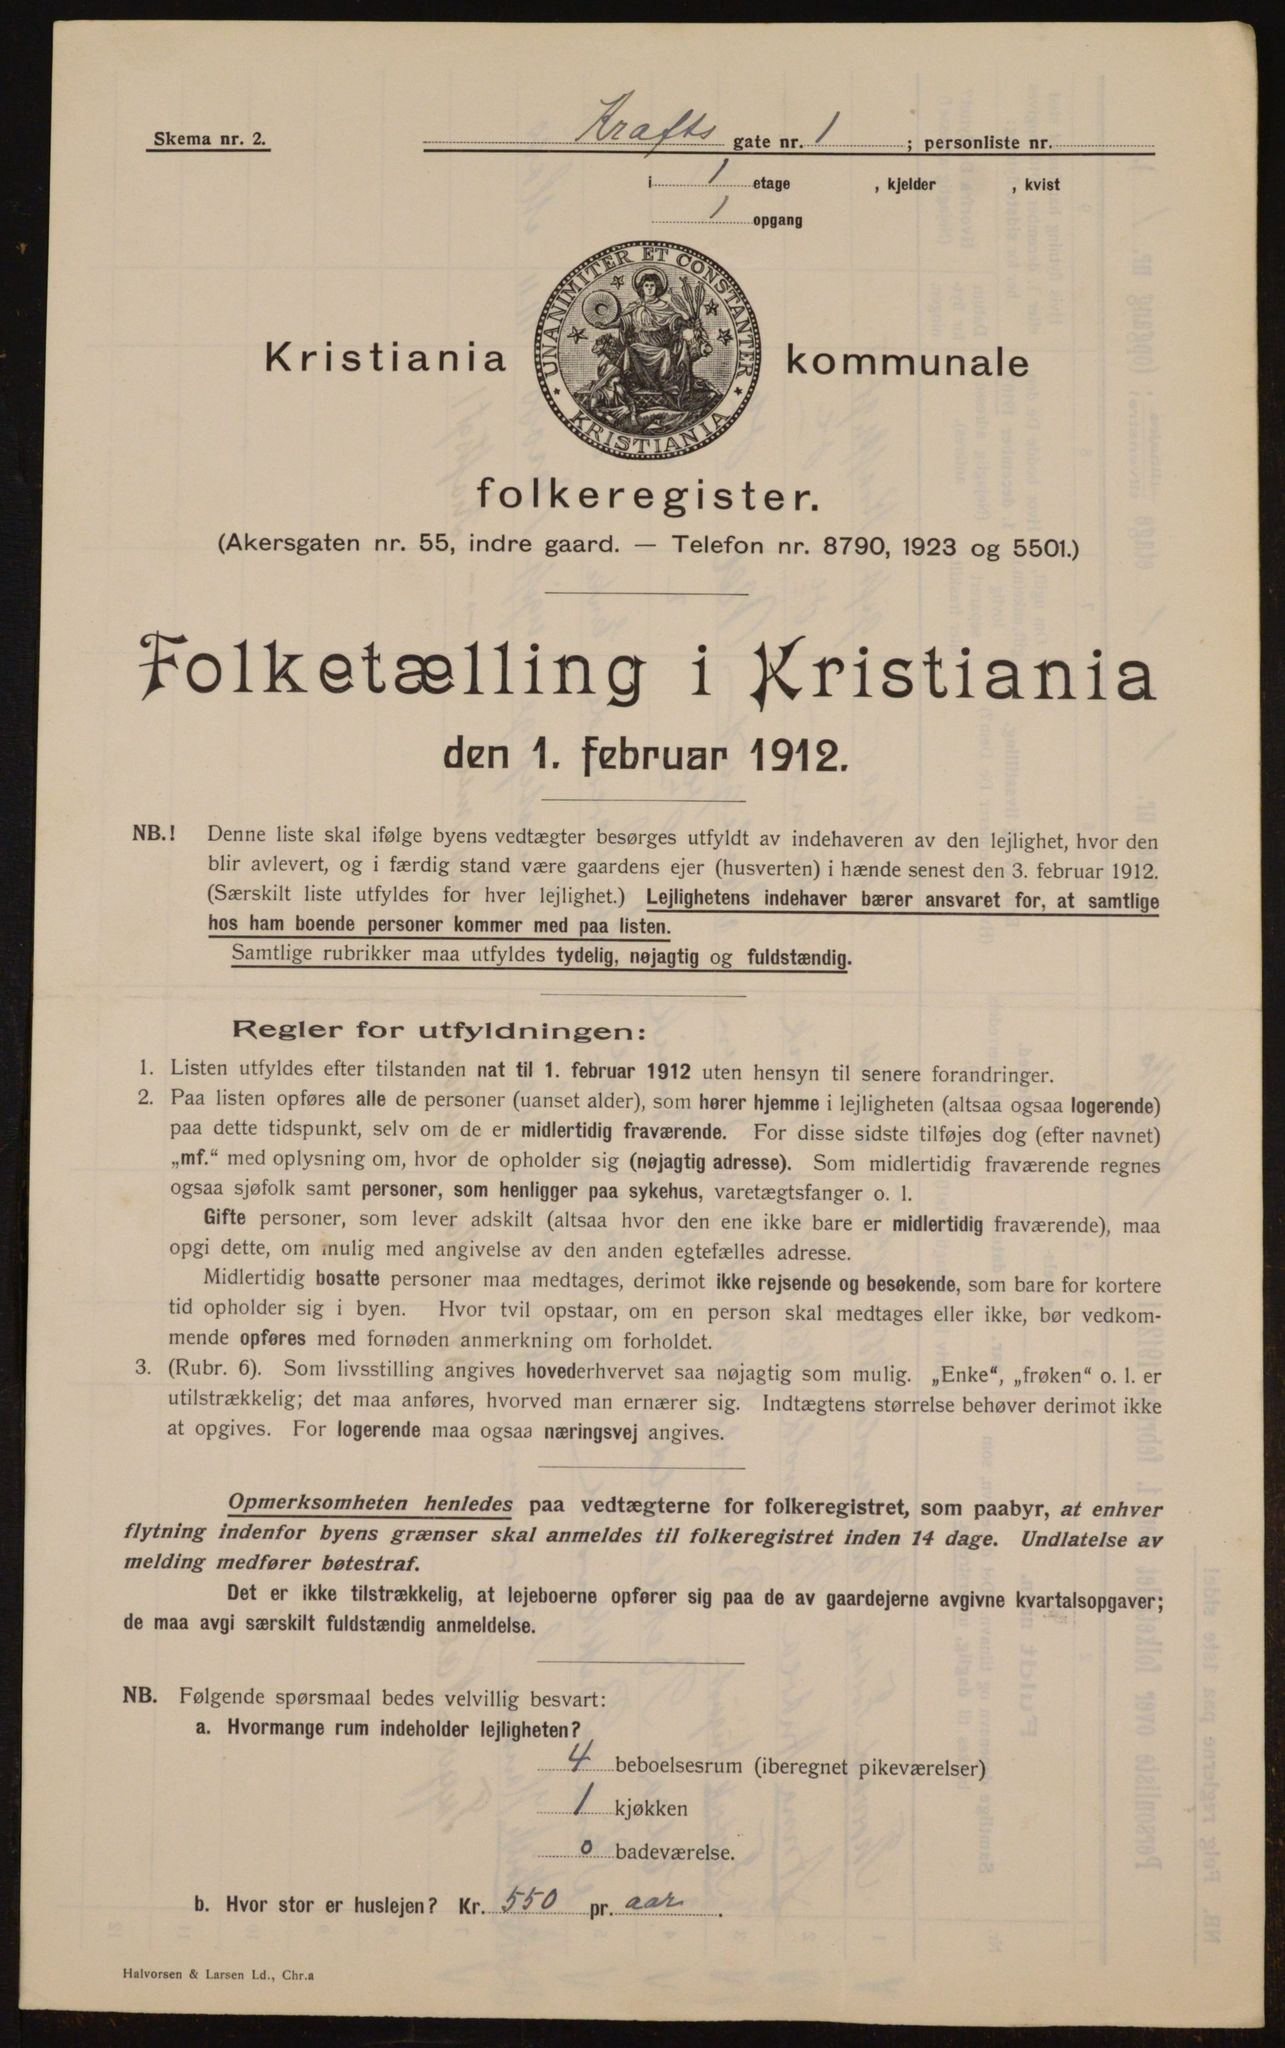 Skema nr. 2.
Krafts gate nr. 1 ; personliste nr.
i 1 etage , kjelder , kvist
1 opgang
UNANIMITER ET CONSTANTER
KRISTIANIA
Kristiania kommunale
folkeregister.
(Akersgaten nr. 55, indre gaard. — Telefon nr. 8790, 1923 og 5501.)
Folketælling i Kristiania
den 1. februar 1912.
NB.! Denne liste skal ifølge byens vedtægter besørges utfyldt av indehaveren av den lejlighet, hvor den
blir avlevert, og i færdig stand være gaardens ejer (husverten) i hænde senest den 3. februar 1912.
(Særskilt liste utfyldes for hver lejlighet.) Lejlighetens indehaver bærer ansvaret for, at samtlige
hos ham boende personer kommer med paa listen.
Samtlige rubrikker maa utfyldes tydelig, nøjagtig og fuldstændig.
Regler for utfyldningen:
1. Listen utfyldes efter tilstanden nat til 1. februar 1912 uten hensyn til senere forandringer.
2. Paa listen opføres alle de personer (uanset alder), som hører hjemme i lejligheten (altsaa ogsaa logerende)
paa dette tidspunkt, selv om de er midlertidig fraværende. For disse sidste tilføjes dog (efter navnet)
„mf.“ med oplysning om, hvor de opholder sig (nøjagtig adresse). Som midlertidig fraværende regnes
ogsaa sjøfolk samt personer, som henligger paa sykehus, varetægtsfanger o. l.
Gifte personer, som lever adskilt (altsaa hvor den ene ikke bare er midlertidig fraværende), maa
opgi dette, om mulig med angivelse av den anden egtefælles adresse.
Midlertidig bosatte personer maa medtages, derimot ikke rejsende og besøkende, som bare for kortere
tid opholder sig i byen. Hvor tvil opstaar, om en person skal medtages eller ikke, bør vedkom-
mende opføres med fornøden anmerkning om forholdet.
3. (Rubr. 6). Som livsstilling angives hovederhvervet saa nøjagtig som mulig. „Enke“, „frøken“ o. l. er
utilstrækkelig; det maa anføres, hvorved man ernærer sig. Indtægtens størrelse behøver derimot ikke
at opgives. For logerende maa ogsaa næringsvej angives.
Opmerksomheten henledes paa vedtægterne for folkeregistret, som paabyr, at enhver
flytning indenfor byens grænser skal anmeldes til folkeregistret inden 14 dage. Undlatelse av
melding medfører bøtestraf.
Det er ikke tilstrækkelig, at lejeboerne opfører sig paa de av gaardejerne avgivne kvartalsopgaver;
de maa avgi særskilt fuldstændig anmeldelse.
NB. Følgende spørsmaal bedes velvillig besvart:
a. Hvormange rum indeholder lejligheten?
4 beboelsesrum (iberegnet pikeværelser)
1 kjøkken
0 badeværelse.
b. Hvor stor er huslejen? Kr. 550 pr. aar.
Halvorsen & Larsen Ld., Chr.a